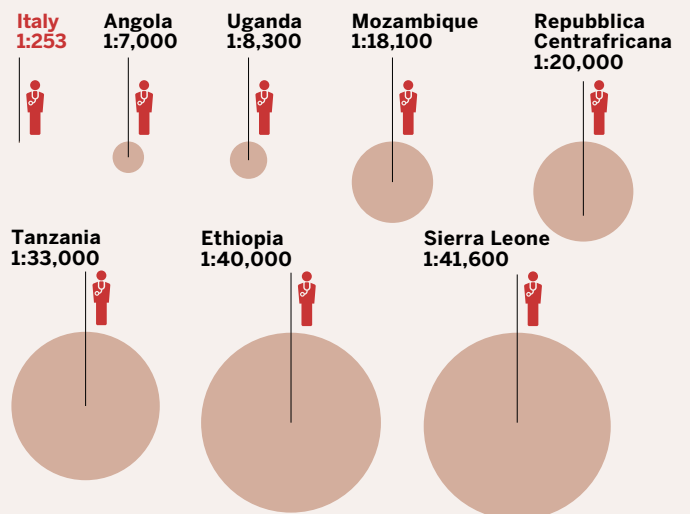 Italy
1:253
Angola
1:7,000
Uganda
1:8,300
Mozambique
1:18,100
Repubblica
Centrafricana
1:20,000
Tanzania
1:33,000
Ethiopia
1:40,000
Sierra Leone
1:41,600